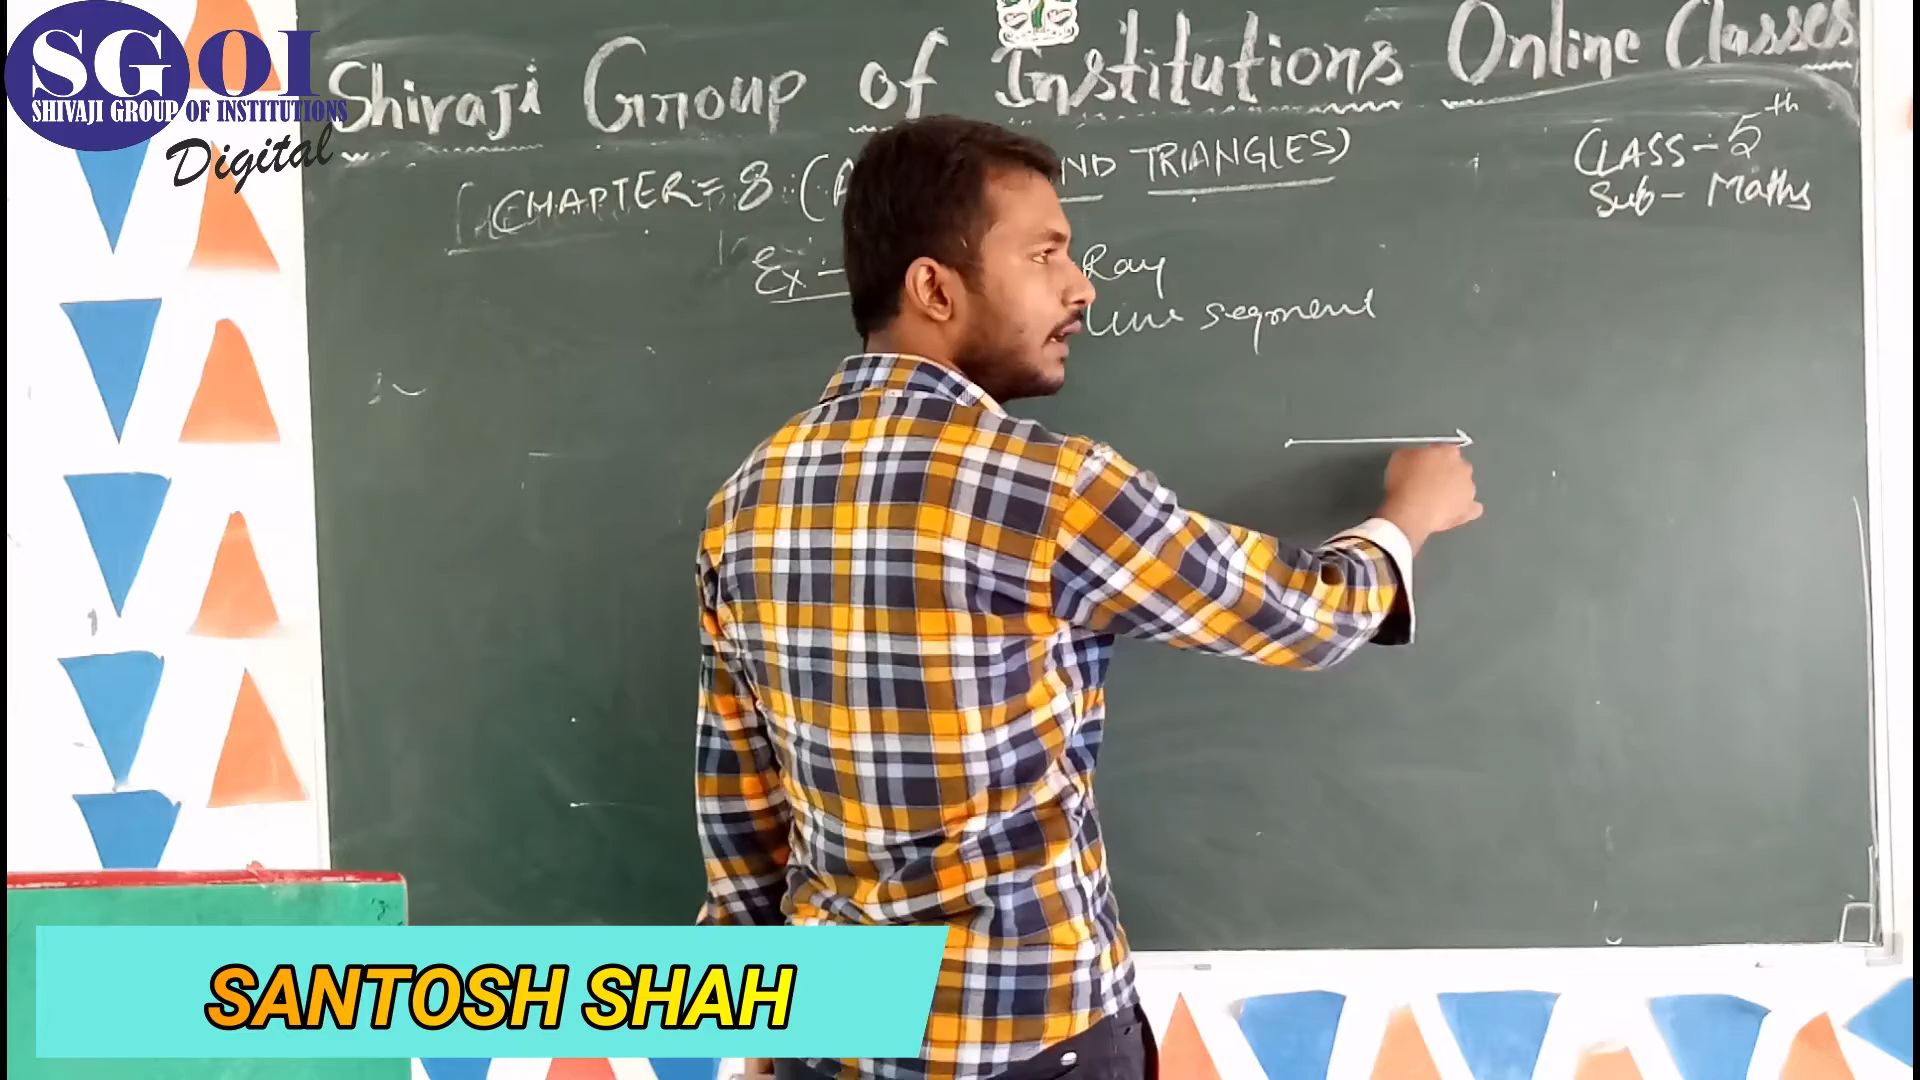 SGOI
SHIVAJI GROUP OF INSTITUTIONS
Digital
Shivaji Group of Institutions Online Classes
CLASS - 5th
Sub - Maths
CHAPTER = 8 (A ND TRIANGLES)
Ex - Ray
Line segment
SANTOSH SHAH